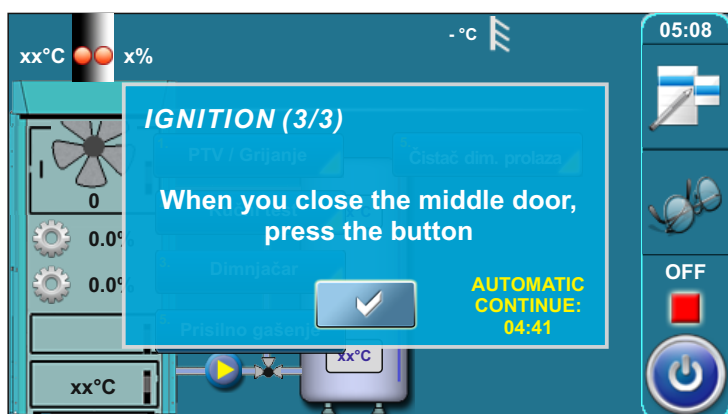 - °C
05:08
xx°C
x%
IGNITION (3/3)
PTV / Grijanje
Čistač dim. prolaza
When you close the middle door,
press the button
0
0.0%
Dimnjačar
0.0%
AUTOMATIC
CONTINUE:
04:41
Prisilno gašenje
OFF
xx°C
xx°C